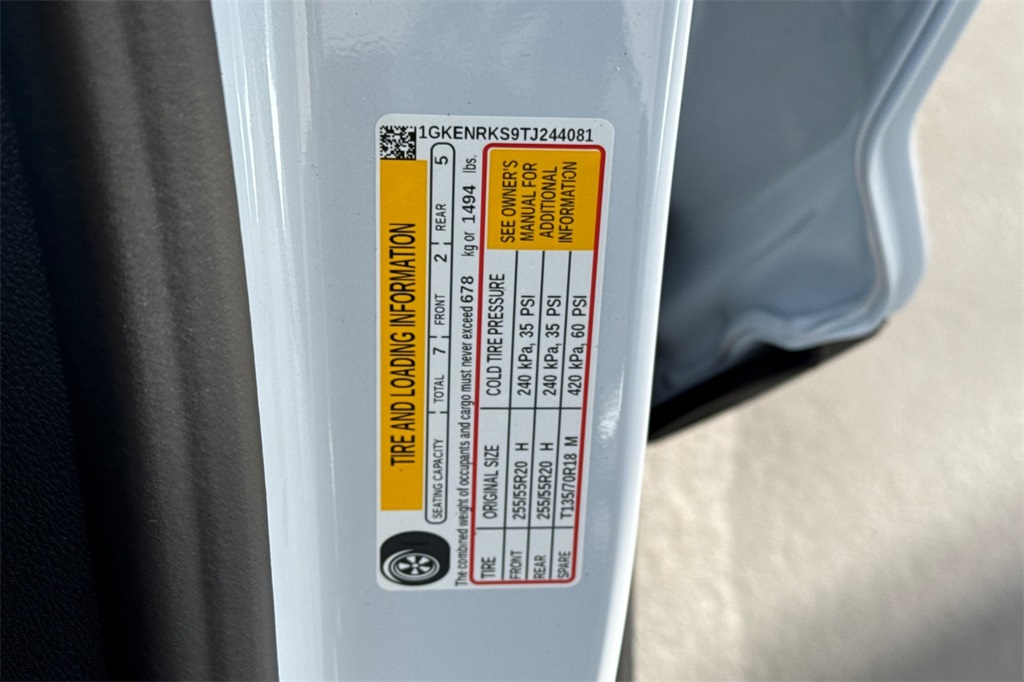 1GKENRKS9TJ244081
TIRE AND LOADING INFORMATION
SEATING CAPACITY TOTAL 7 FRONT 2 REAR 5
The combined weight of occupants and cargo must never exceed 678 kg or 1494 lbs.
TIRE ORIGINAL SIZE COLD TIRE PRESSURE
FRONT 255/55R20 H 240 kPa, 35 PSI
REAR 255/55R20 H 240 kPa, 35 PSI
SPARE T135/70R18 M 420 kPa, 60 PSI
SEE OWNER'S
MANUAL FOR
ADDITIONAL
INFORMATION